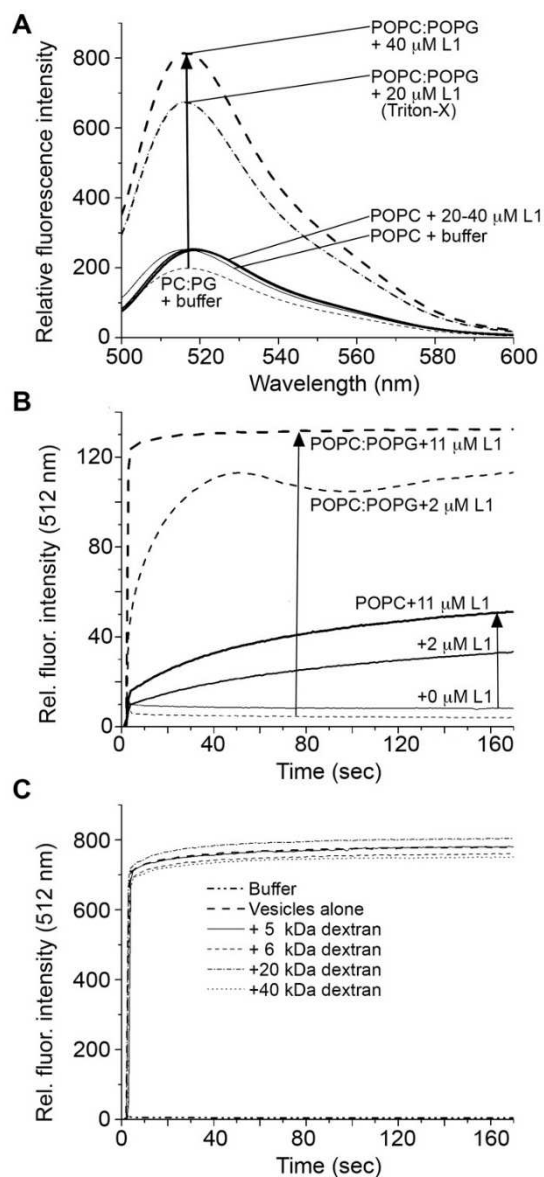 A
Relative fluorescence intensity
800
600
400
200
0
POPC:POPG
+ 40 μM L1
POPC:POPG
+ 20 μM L1
(Triton-X)
POPC + 20-40 μM L1
POPC + buffer
PC:PG
+ buffer
500 520 540 560 580 600
Wavelength (nm)
B
Rel. fluor. intensity (512 nm)
120
80
40
0
POPC:POPG+11 μM L1
POPC:POPG+2 μM L1
POPC+11 μM L1
+2 μM L1
+0 μM L1
0 40 80 120 160
Time (sec)
C
Rel. fluor. intensity (512 nm)
800
600
400
200
0
Buffer
Vesicles alone
+ 5 kDa dextran
+ 6 kDa dextran
+20 kDa dextran
+40 kDa dextran
0 40 80 120 160
Time (sec)